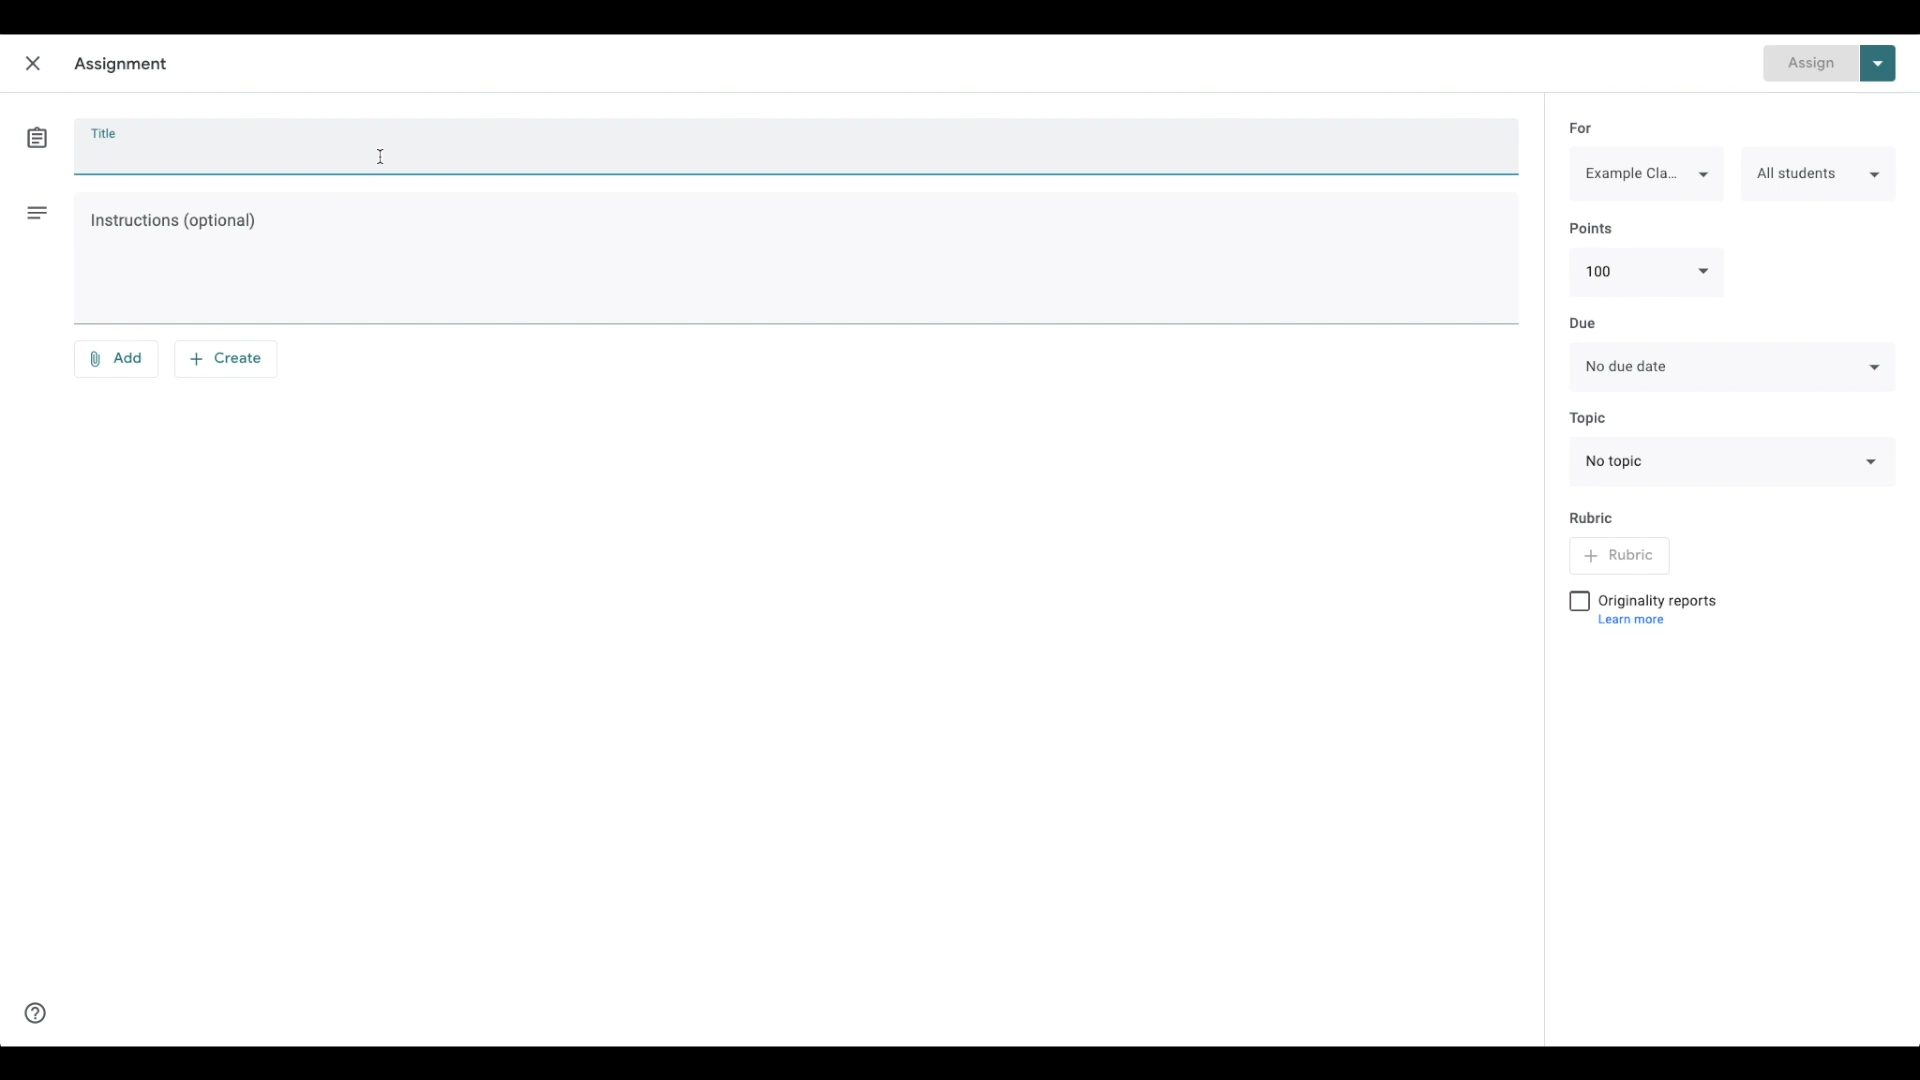 Assignment
Assign
Title
Instructions (optional)
Add
Create
For
Example Cla...
All students
Points
100
Due
No due date
Topic
No topic
Rubric
Rubric
Originality reports
Learn more